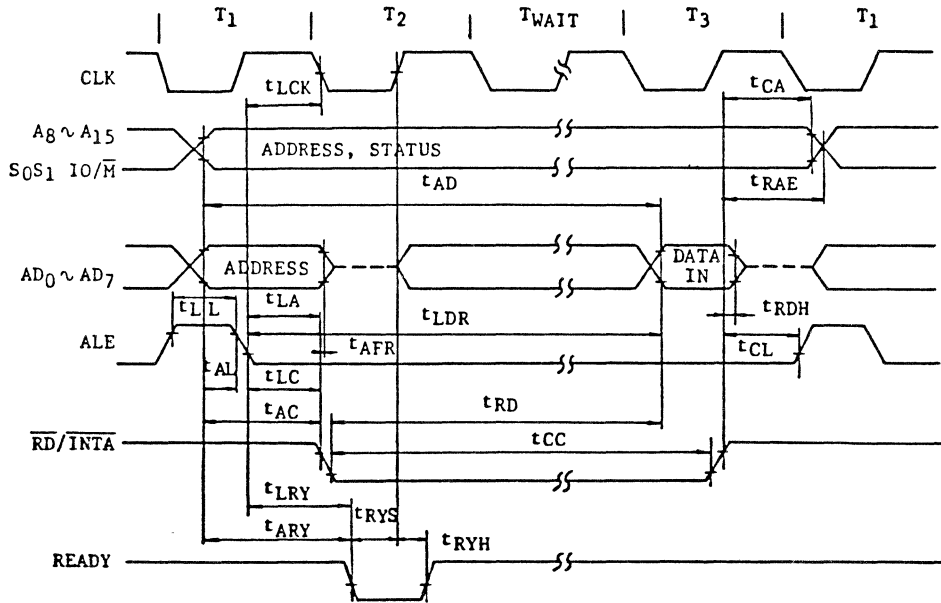 T1 T2 TWAIT T3 T1
CLK
tLCK
tCA
A8 ~ A15
ADDRESS, STATUS
S0S1 IO/M̅
tAD
tRAE
ADDRESS
DATA IN
AD0 ~ AD7
tLL
tLA
tLDR
tRDH
ALE
tAFR
tCL
tAL
tLC
tRD
tAC
R̅D̅/I̅N̅T̅A̅
tCC
tLRY
tRYS
tARY
tRYH
READY